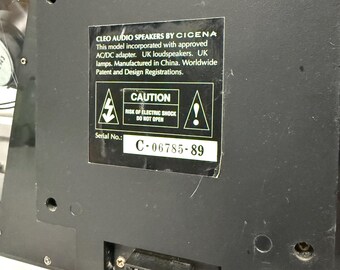 CLEO AUDIO SPEAKERS BY CICENA
This model incorporated with approved
AC/DC adapter. UK loudspeakers. UK
lamps. Manufactured in China. Worldwide
Patent and Design Registrations.
CAUTION
RISK OF ELECTRIC SHOCK
DO NOT OPEN
Serial No.: C-06785-89